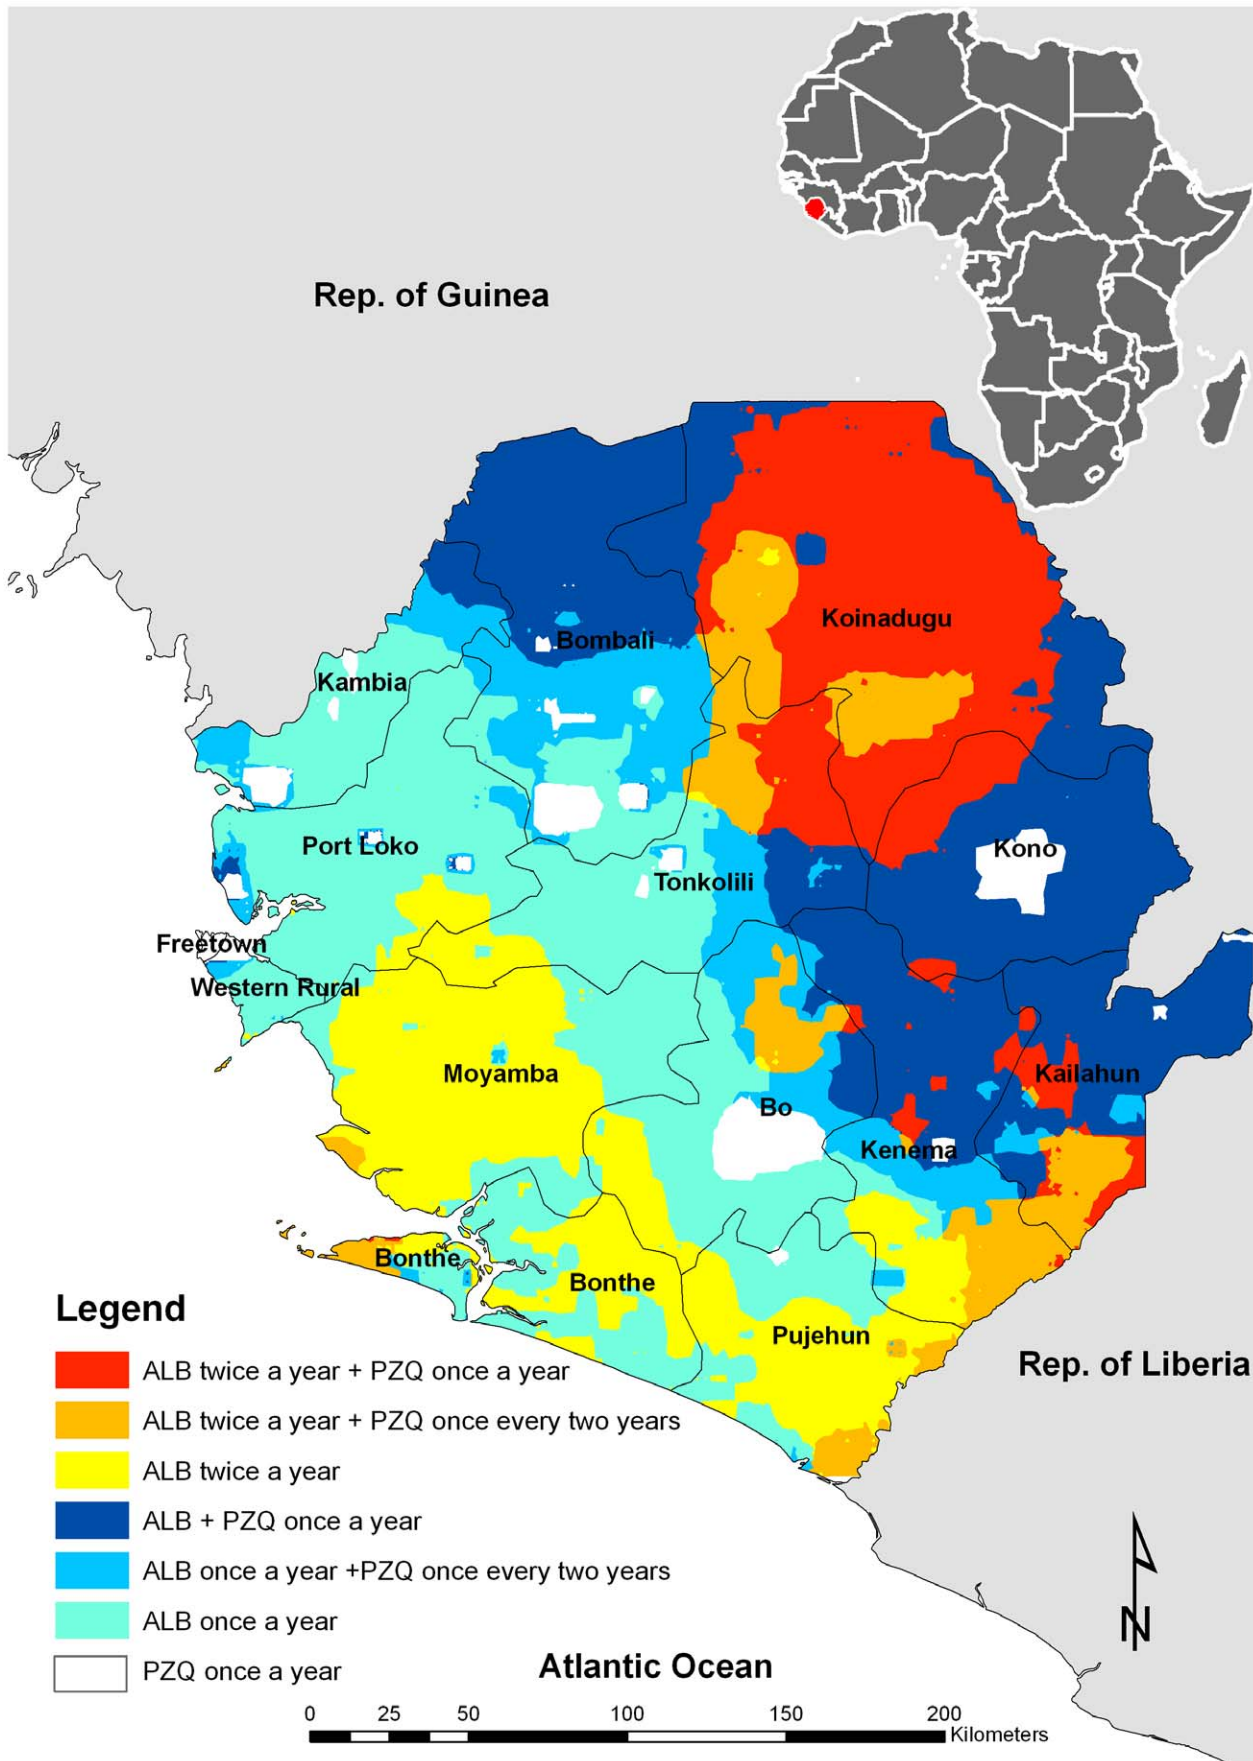 Rep. of Guinea
Koinadugu
Bombali
Kambia
Port Loko
Kono
Tonkolili
Freetown
Western Rural
Moyamba
Kailahun
Bo
Kenema
Bonthe
Bonthe
Pujehun
Rep. of Liberia
Legend
ALB twice a year + PZQ once a year
ALB twice a year + PZQ once every two years
ALB twice a year
ALB + PZQ once a year
ALB once a year +PZQ once every two years
ALB once a year
PZQ once a year
N
Atlantic Ocean
0 25 50 100 150 200
Kilometers